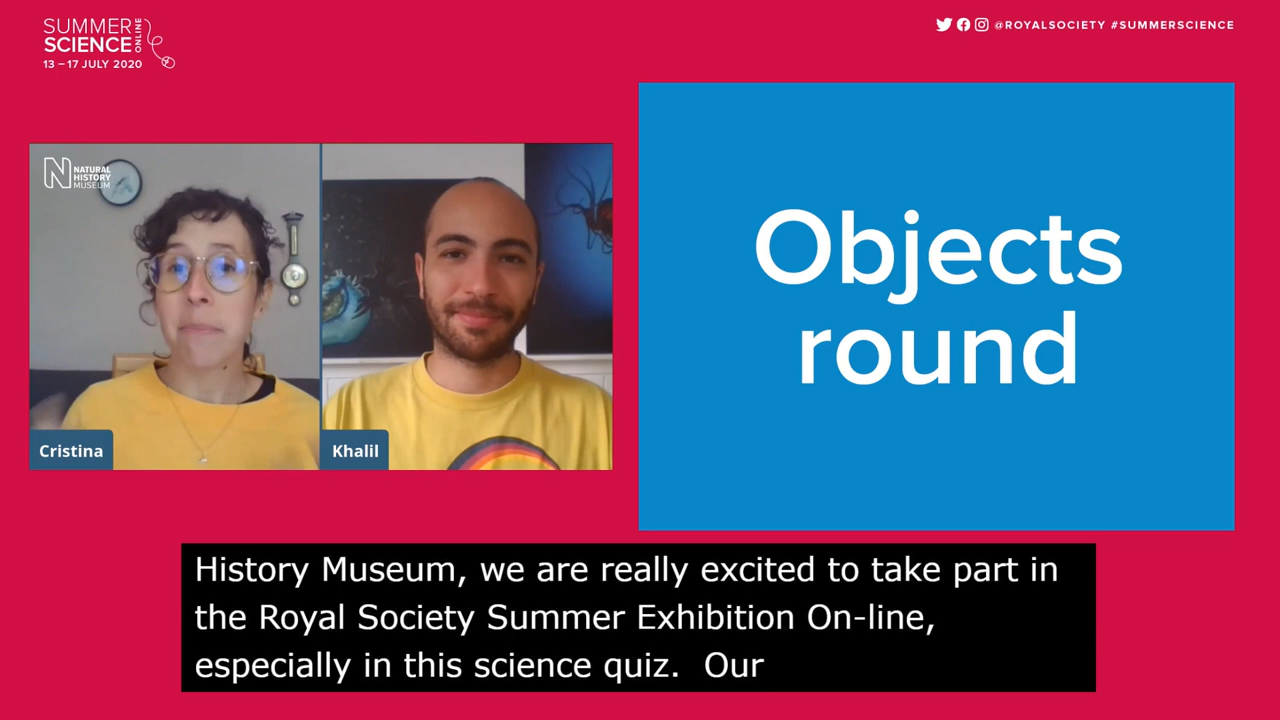 SUMMER
SCIENCE
ONLINE
13 – 17 JULY 2020
@ROYALSOCIETY #SUMMERSCIENCE
NATURAL
HISTORY
MUSEUM
Cristina
Khalil
Objects
round
History Museum, we are really excited to take part in
the Royal Society Summer Exhibition On-line,
especially in this science quiz.  Our